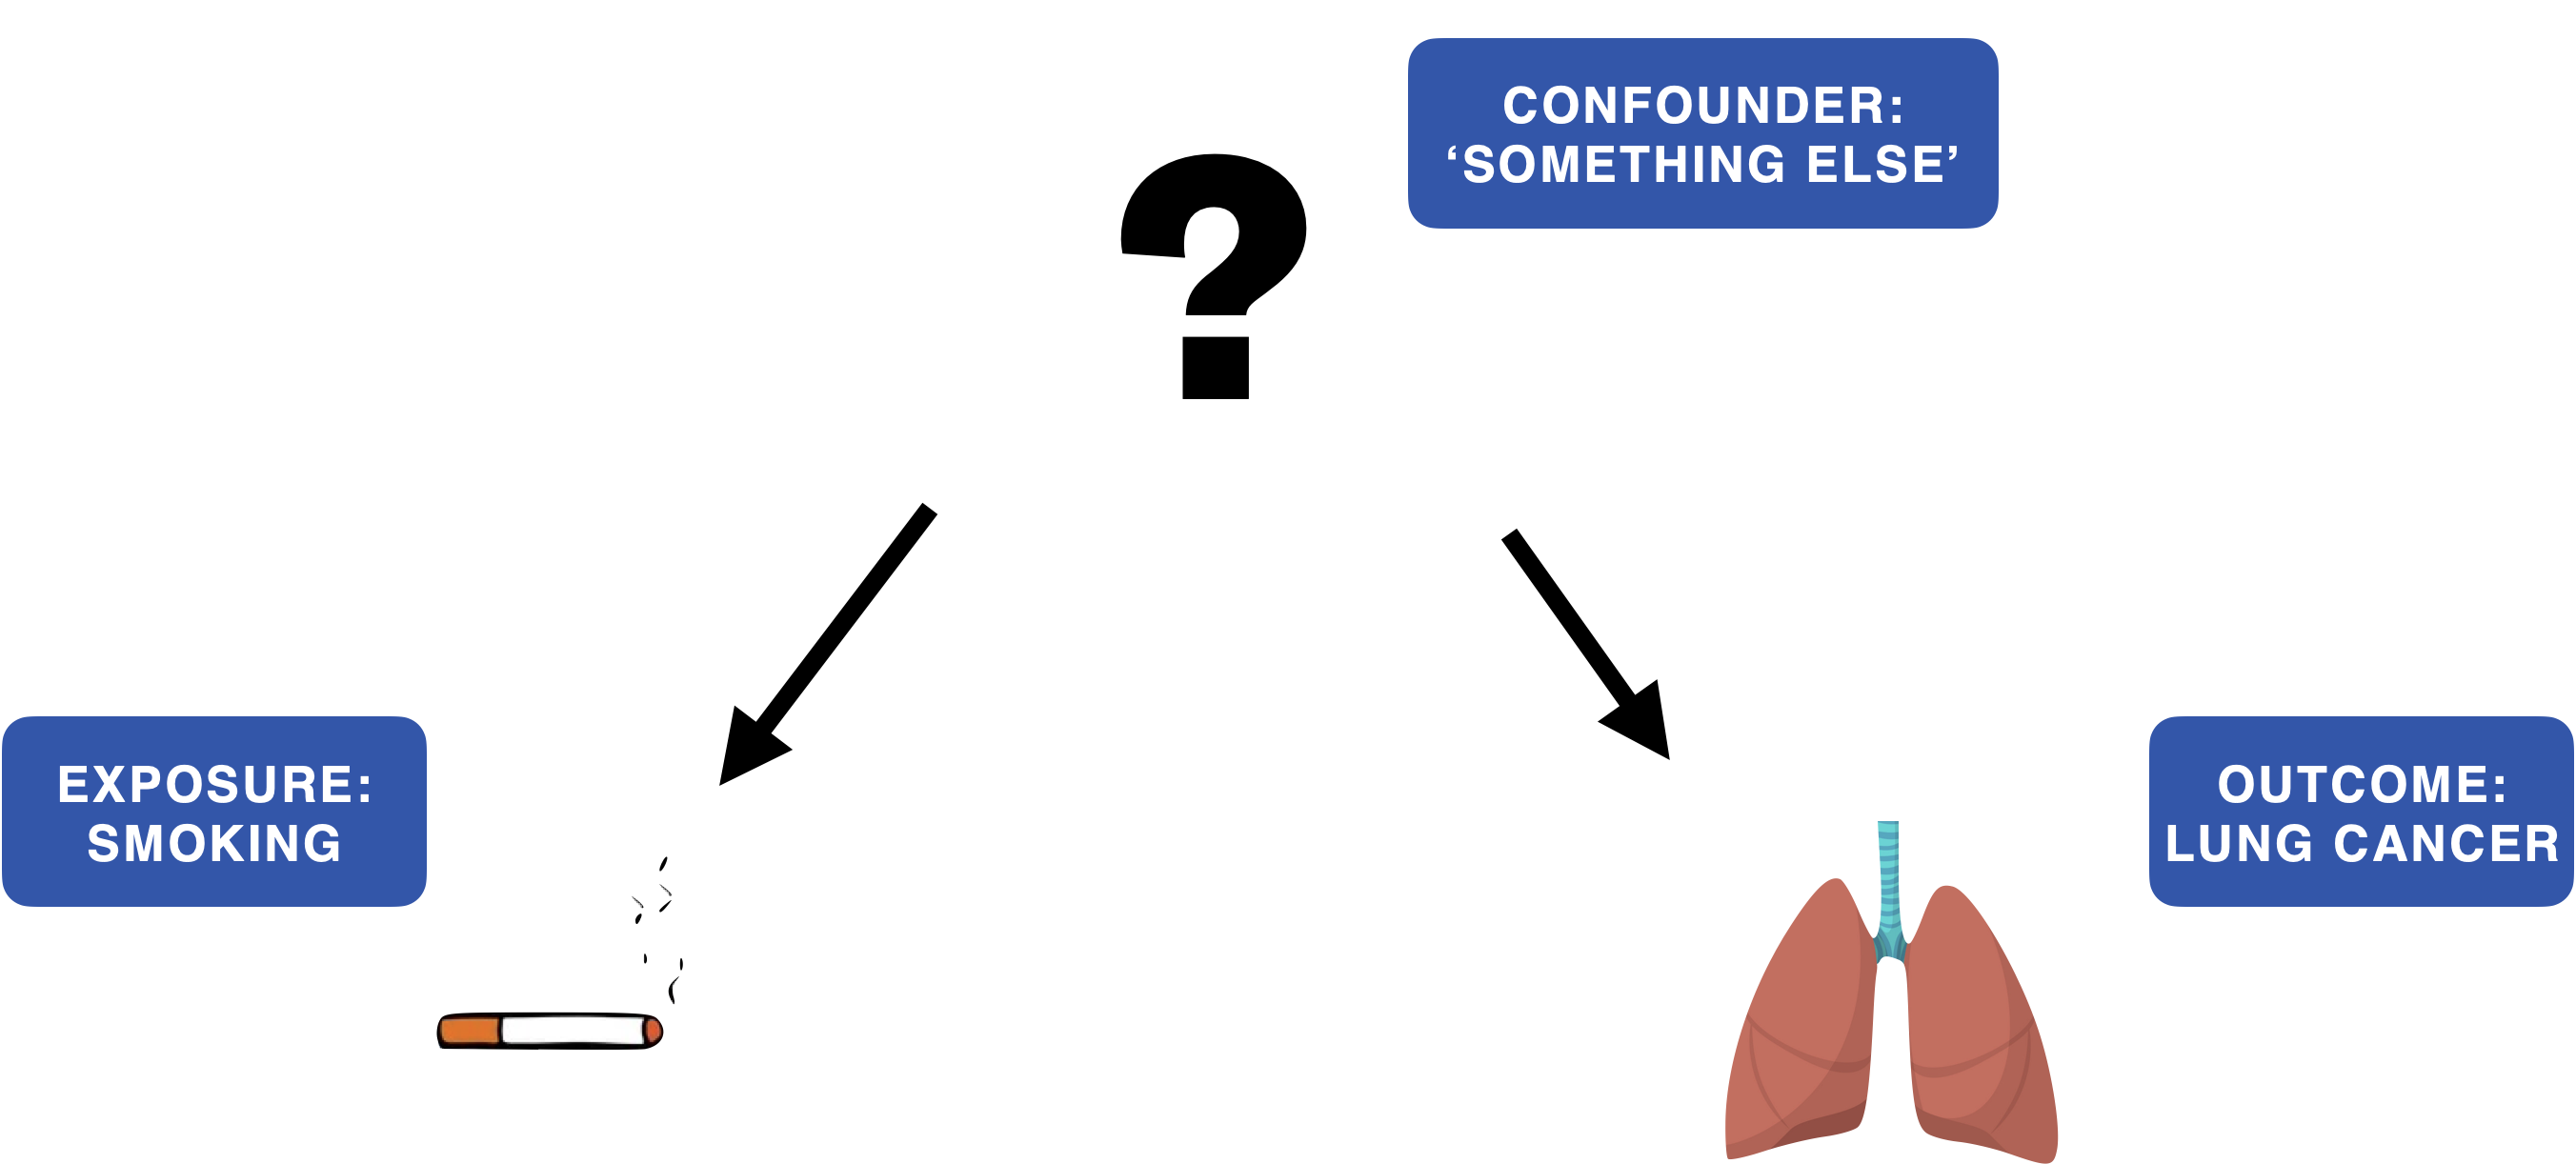 CONFOUNDER:
‘SOMETHING ELSE’
?
EXPOSURE:
SMOKING
OUTCOME:
LUNG CANCER